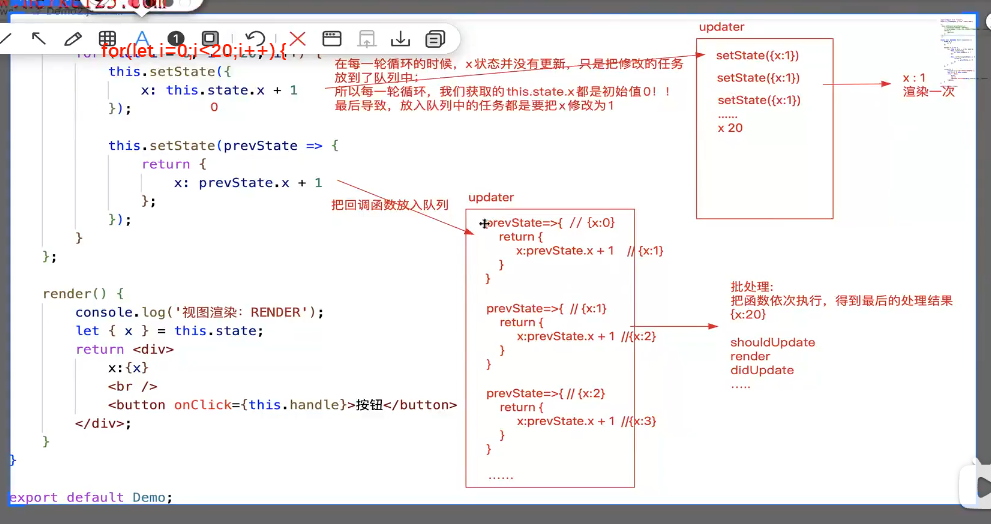 for(let i=0;i<20;i++).{
this.setState({
x: this.state.x + 1
0
});
this.setState(prevState => {
return {
x: prevState.x + 1
};
});
}
};
render() {
console.log('视图渲染：RENDER');
let { x } = this.state;
return <div>
x:{x}
<br />
<button onClick={this.handle}>按钮</button>
</div>;
}
}
export default Demo;
在每一轮循环的时候，x状态并没有更新，只是把修改的任务
放到了队列中；
所以每一轮循环，我们获取的this.state.x都是初始值0！！
最后导致，放入队列中的任务都是要把x修改为1
把回调函数放入队列
updater
setState({x:1})
setState({x:1})
setState({x:1})
......
x 20
x : 1
渲染一次
updater
prevState=>{ // {x:0}
return {
x:prevState.x + 1 // {x:1}
}
}
prevState=>{ // {x:1}
return {
x:prevState.x + 1 //{x:2}
}
}
prevState=>{ // {x:2}
return {
x:prevState.x + 1 //{x:3}
}
}
......
批处理:
把函数依次执行，得到最后的处理结果
{x:20}
shouldUpdate
render
didUpdate
.....